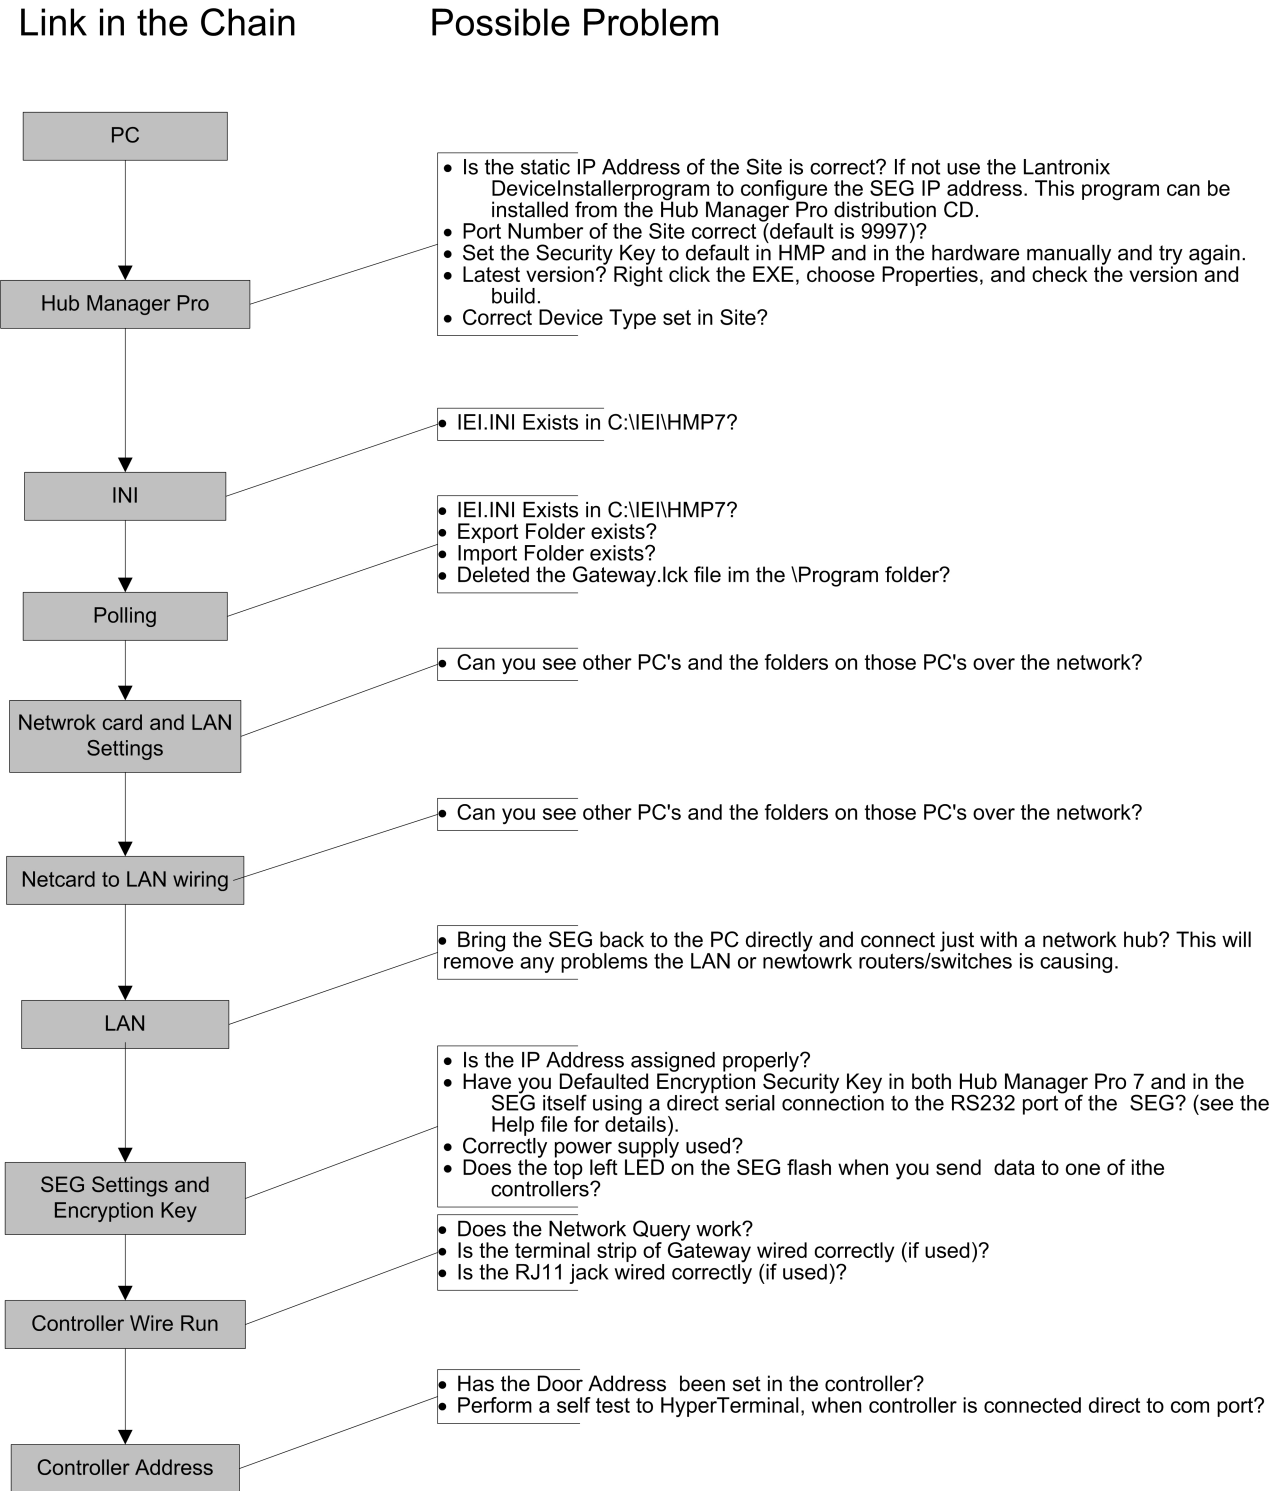 Link in the Chain
Possible Problem
PC
• Is the static IP Address of the Site is correct? If not use the Lantronix
DeviceInstallerprogram to configure the SEG IP address. This program can be
installed from the Hub Manager Pro distribution CD.
• Port Number of the Site correct (default is 9997)?
• Set the Security Key to default in HMP and in the hardware manually and try again.
• Latest version? Right click the EXE, choose Properties, and check the version and
build.
• Correct Device Type set in Site?
Hub Manager Pro
• IEI.INI Exists in C:\IEI\HMP7?
INI
• IEI.INI Exists in C:\IEI\HMP7?
• Export Folder exists?
• Import Folder exists?
• Deleted the Gateway.lck file im the \Program folder?
Polling
• Can you see other PC's and the folders on those PC's over the network?
Netwrok card and LAN
Settings
• Can you see other PC's and the folders on those PC's over the network?
Netcard to LAN wiring
• Bring the SEG back to the PC directly and connect just with a network hub? This will
remove any problems the LAN or newtowrk routers/switches is causing.
LAN
• Is the IP Address assigned properly?
• Have you Defaulted Encryption Security Key in both Hub Manager Pro 7 and in the
SEG itself using a direct serial connection to the RS232 port of the  SEG? (see the
Help file for details).
• Correctly power supply used?
• Does the top left LED on the SEG flash when you send  data to one of ithe
controllers?
SEG Settings and
Encryption Key
• Does the Network Query work?
• Is the terminal strip of Gateway wired correctly (if used)?
• Is the RJ11 jack wired correctly (if used)?
Controller Wire Run
• Has the Door Address  been set in the controller?
• Perform a self test to HyperTerminal, when controller is connected direct to com port?
Controller Address